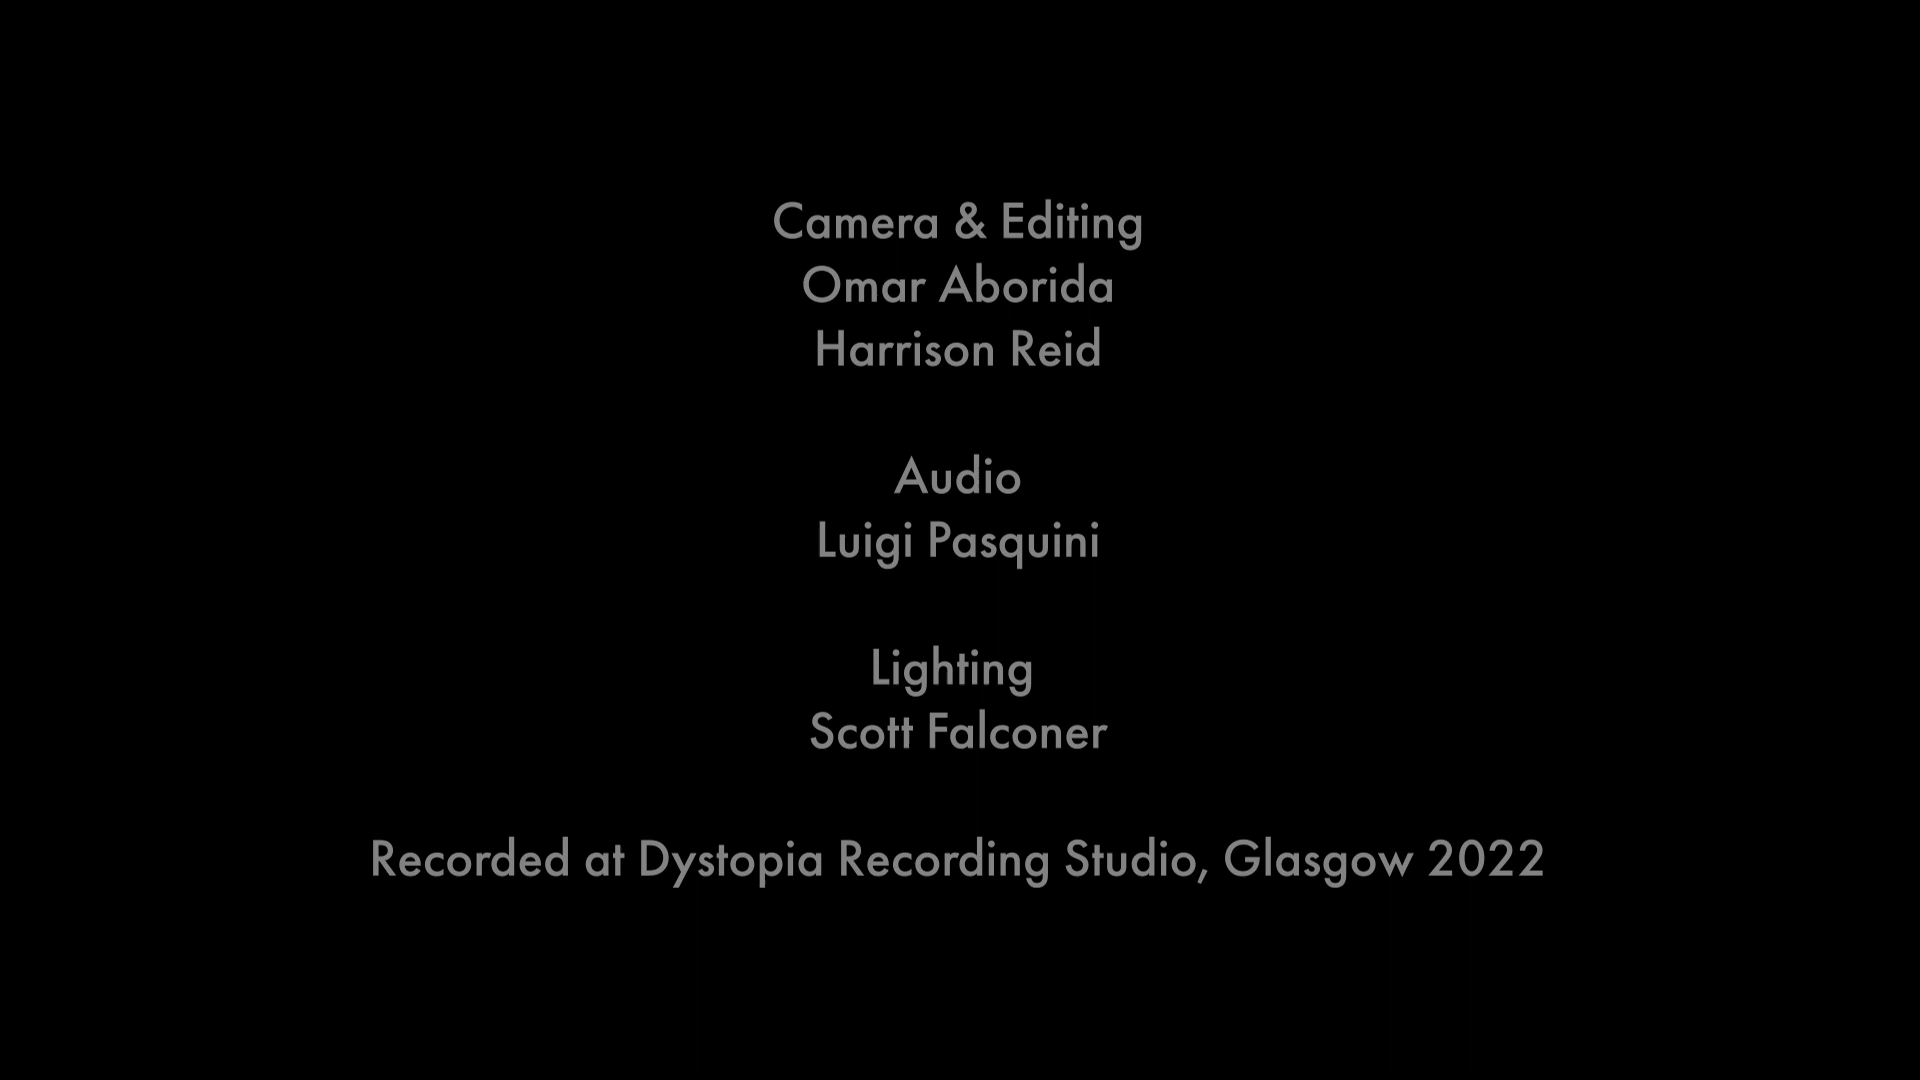 Camera & Editing
Omar Aborida
Harrison Reid
Audio
Luigi Pasquini
Lighting
Scott Falconer
Recorded at Dystopia Recording Studio, Glasgow 2022